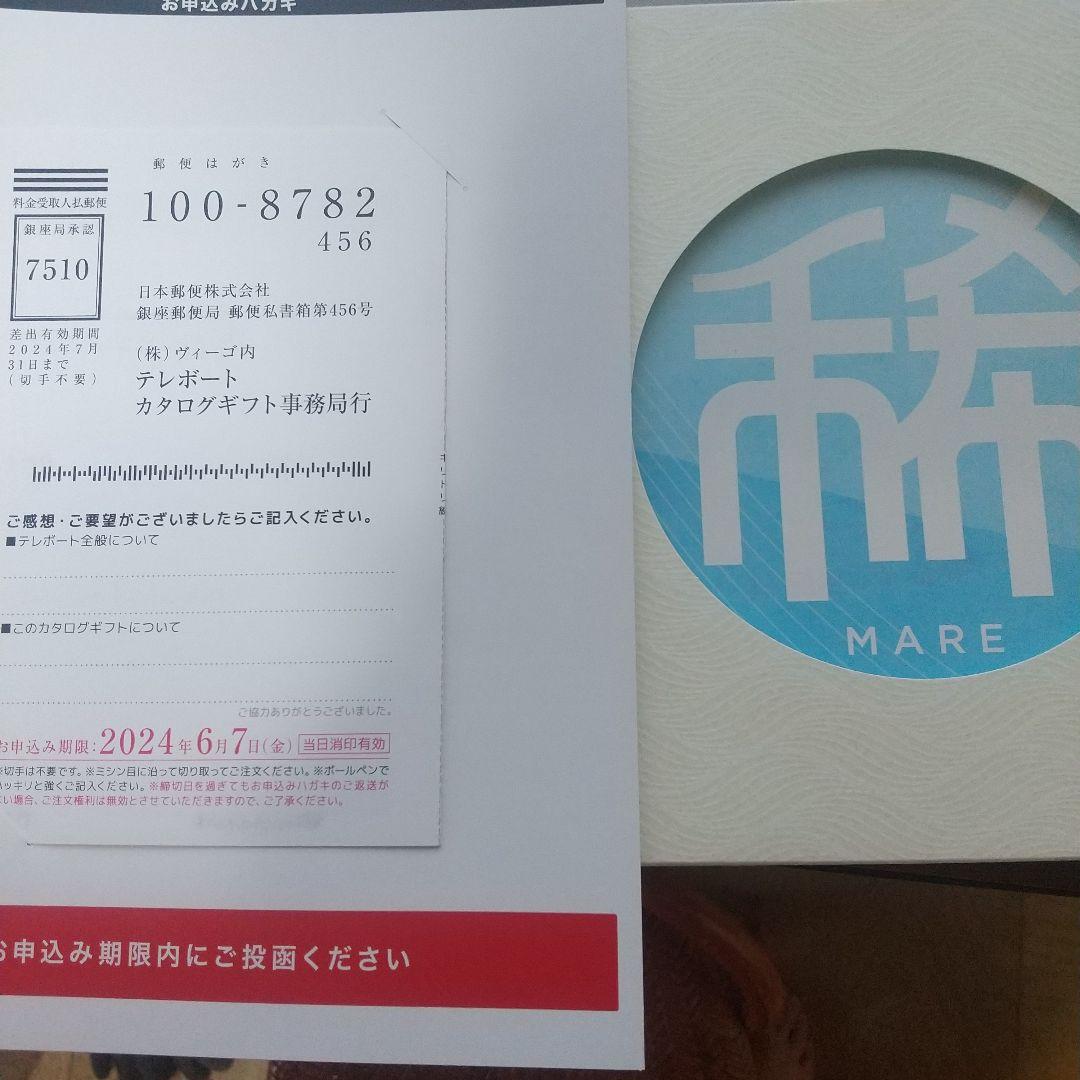 お申込みハガキ
郵便はがき
料金受取人払郵便
銀座局承認
7510
差出有効期間
2024年7月
31日まで
(切手不要)
100-8782
456
日本郵便株式会社
銀座郵便局 郵便私書箱第456号
(株)ヴィーゴ内
テレボート
カタログギフト事務局行
キリトリ線
ご感想・ご要望がございましたらご記入ください。
■テレボート全般について
■このカタログギフトについて
ご協力ありがとうございました。
お申込み期限:2024年6月7日(金) 当日消印有効
※切手は不要です。※ミシン目に沿って切り取ってご注文ください。※ボールペンで
ハッキリと強くご記入ください。※締切日を過ぎてもお申込みハガキのご返送が
ない場合、ご注文権利は無効とさせていただきますので、ご了承ください。
お申込み期限内にご投函ください
稀
MARE